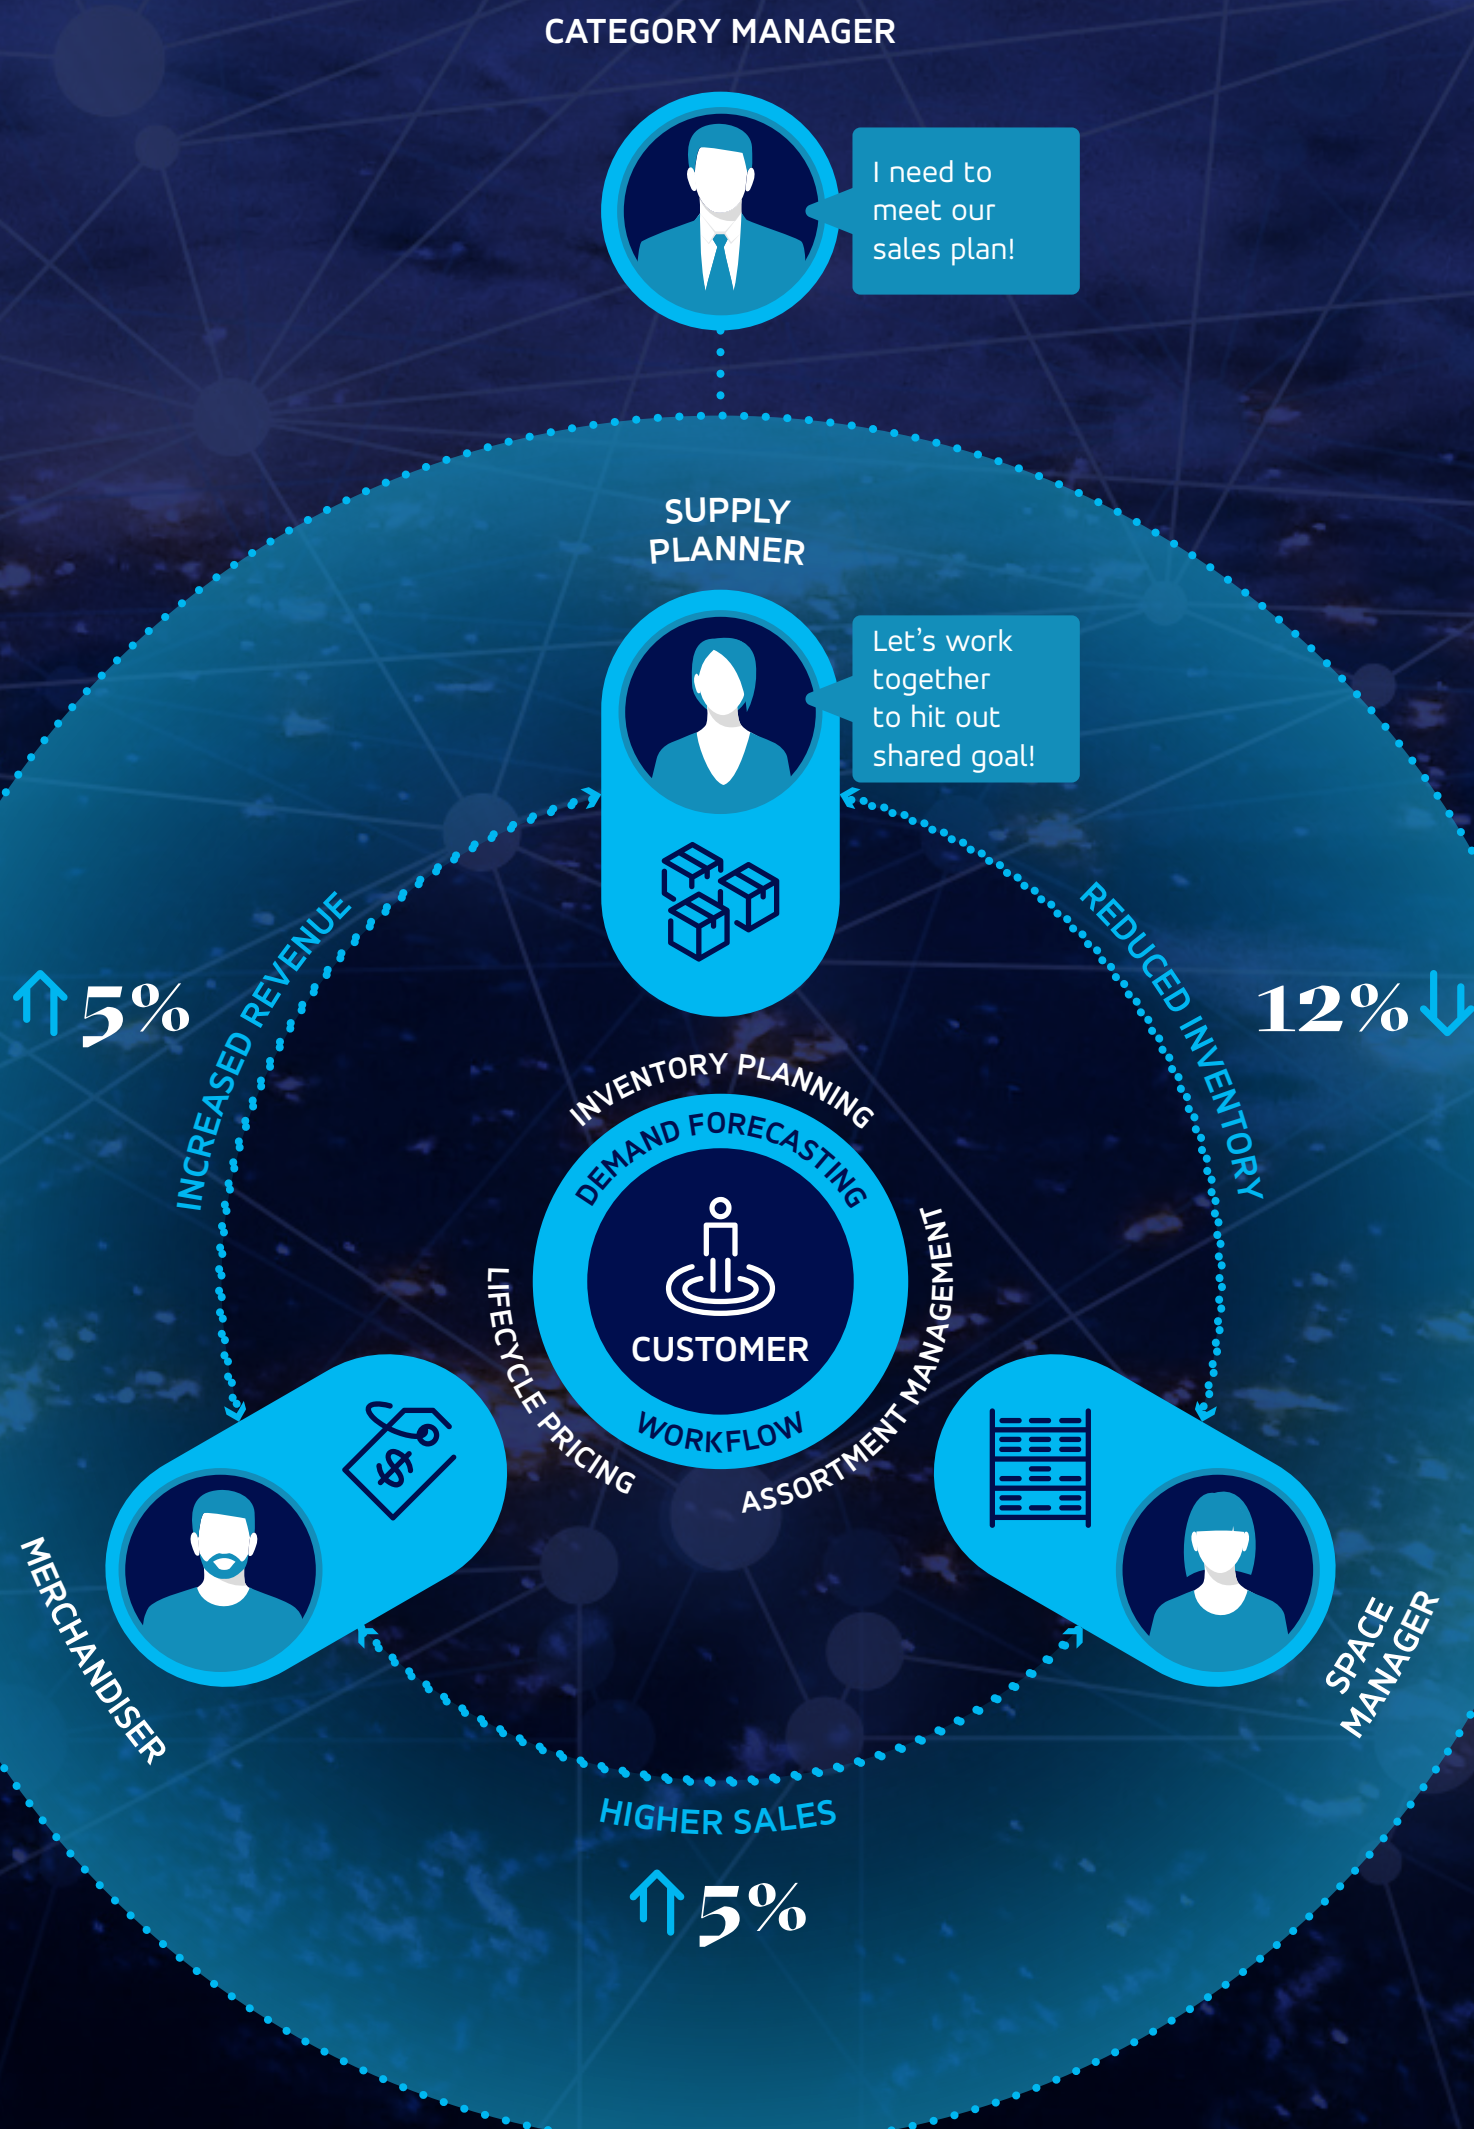 CATEGORY MANAGER
I need to
meet our
sales plan!
SUPPLY
PLANNER
Let's work
together
to hit out
shared goal!
INCREASED REVENUE
5%
REDUCED INVENTORY
12%
INVENTORY PLANNING
DEMAND FORECASTING
CUSTOMER
WORKFLOW
LIFECYCLE PRICING
ASSORTMENT MANAGEMENT
$
MERCHANDISER
SPACE
MANAGER
HIGHER SALES
5%